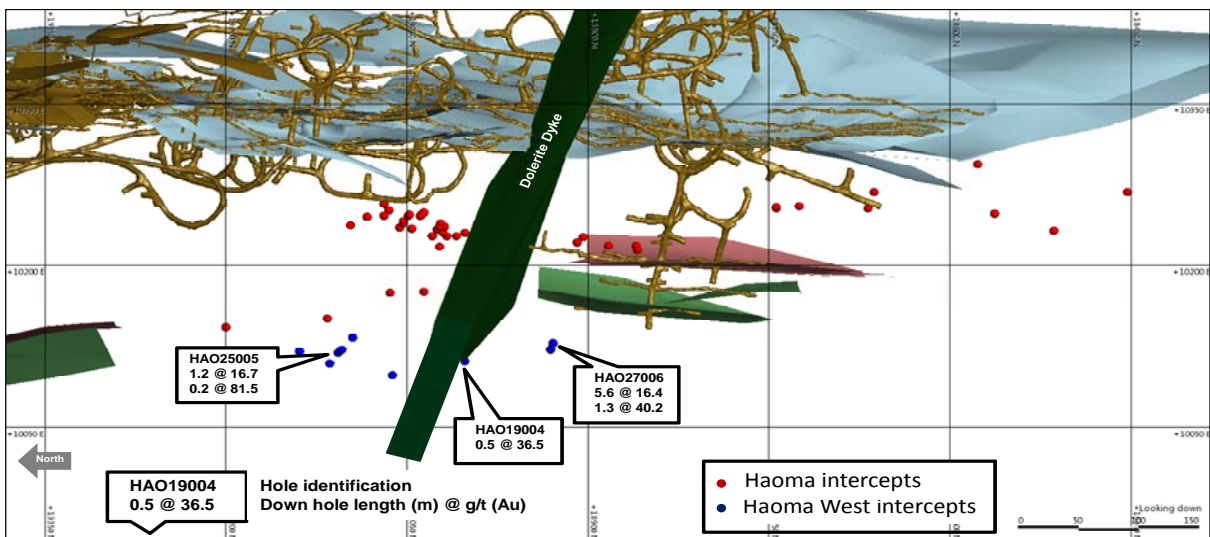 +10350 E
+10350 E
Dolerite Dyke
+10200 E
+10200 E
HAO25005
1.2 @ 16.7
0.2 @ 81.5
HAO27006
5.6 @ 16.4
1.3 @ 40.2
HAO19004
0.5 @ 36.5
+10050 E
+10050 E
North
HAO19004
0.5 @ 36.5
Hole identification
Down hole length (m) @ g/t (Au)
Haoma intercepts
Haoma West intercepts
Looking down
0 50 100 150